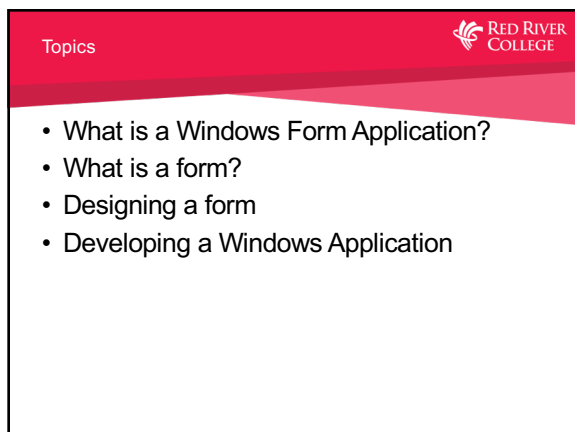 Topics
RED RIVER
COLLEGE
• What is a Windows Form Application?
• What is a form?
• Designing a form
• Developing a Windows Application